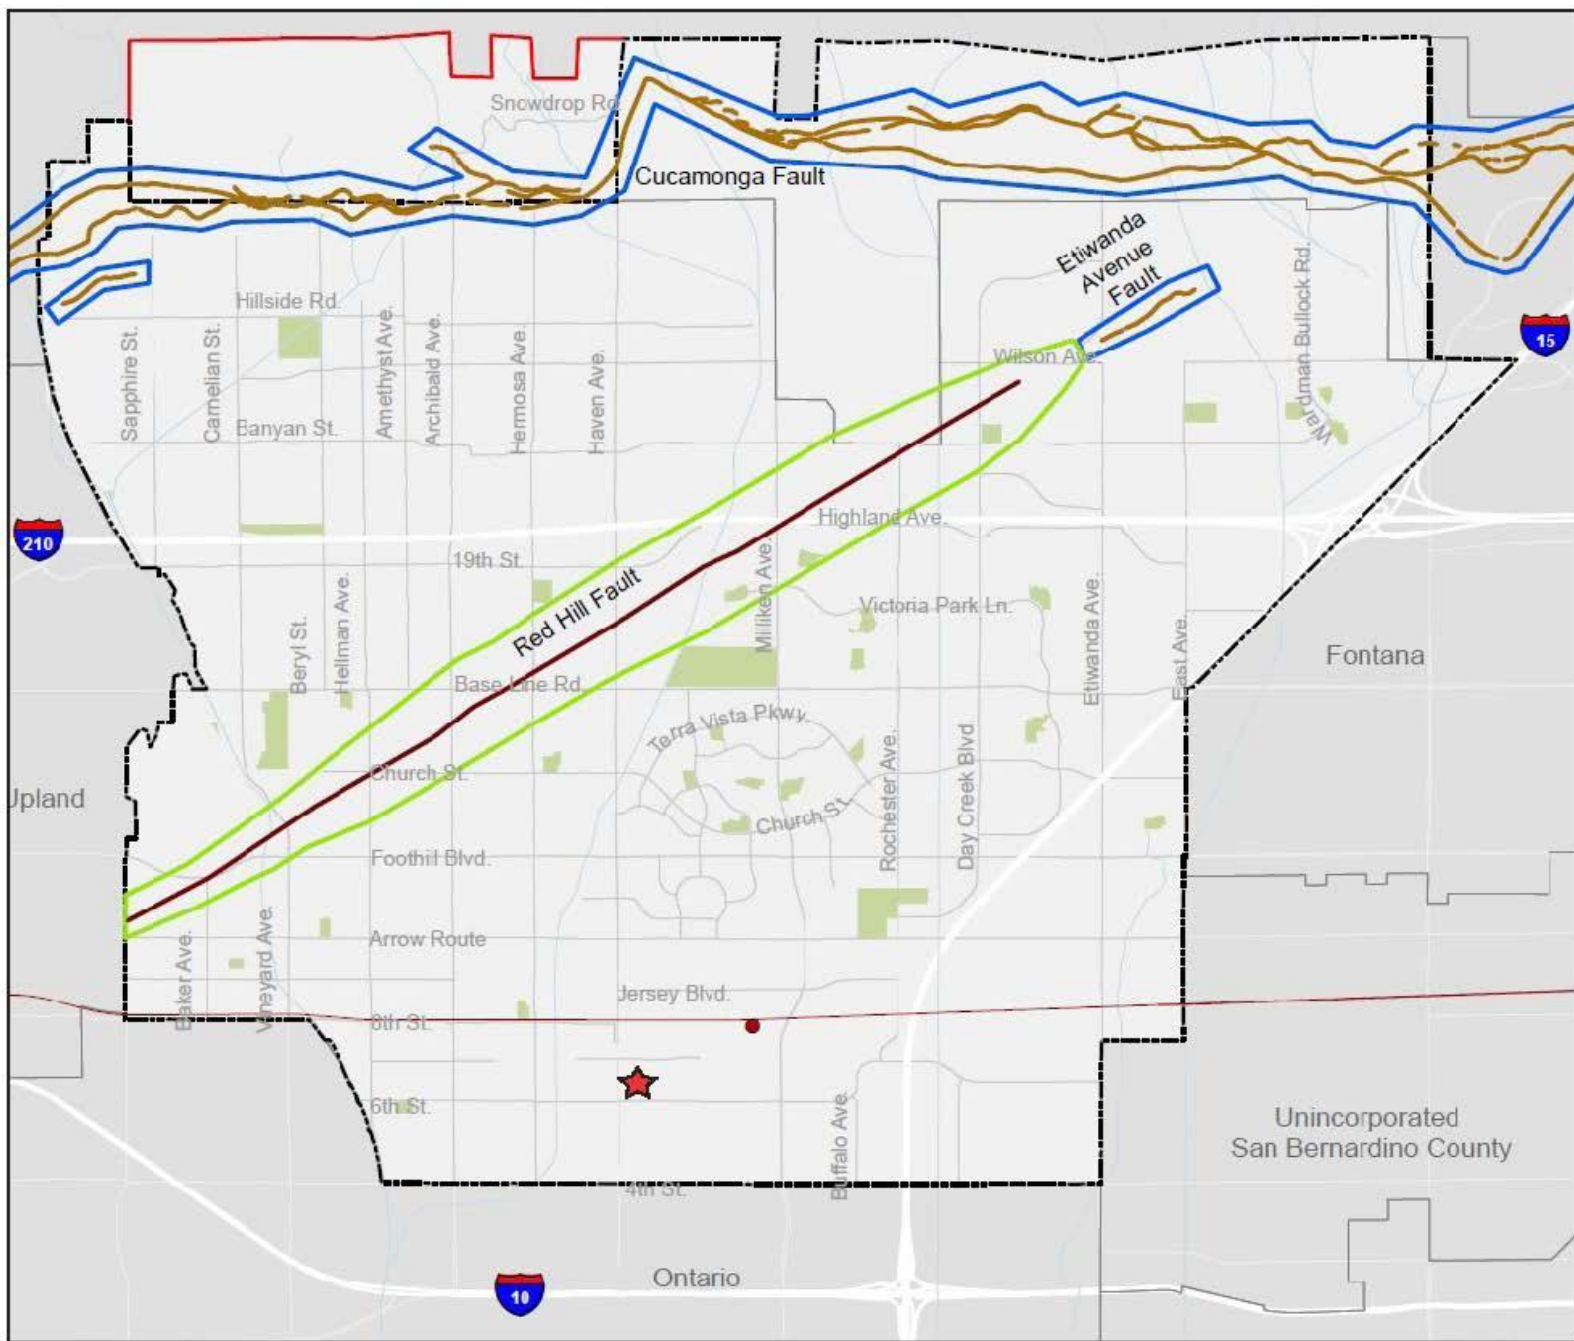 Snowdrop Rd
Cucamonga Fault
Etiwanda
Avenue
Fault
Hillside Rd.
Sapphire St.
Carnelian St.
Amethyst Ave.
Archibald Ave.
Hermosa Ave.
Haven Ave.
Wardman Bullock Rd.
15
Wilson Ave.
Banyan St.
210
Highland Ave.
19th St.
Red Hill Fault
Milliken Ave.
Victoria Park Ln.
Beryl St.
Hellman Ave.
Etiwanda Ave.
East Ave.
Fontana
Base Line Rd.
Terra Vista Pkwy.
Church St.
Upland
Church St.
Rochester Ave.
Day Creek Blvd
Foothill Blvd.
Arrow Route
Baker Ave.
Vineyard Ave.
Jersey Blvd.
8th St.
6th St.
Buffalo Ave.
Unincorporated
San Bernardino County
4th St.
Ontario
10